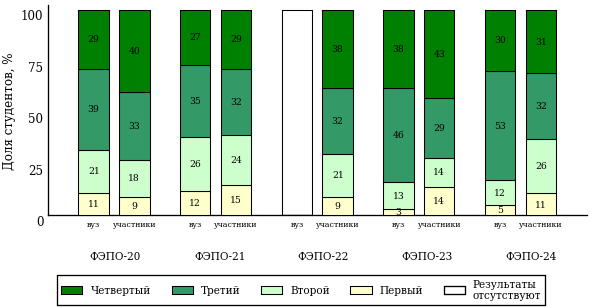 Доля студентов, %
100
75
50
25
0
29 40 27 29 38 38 43 30 31
39 33 35 32 32 46 29 53 32
21 18 26 24 21 13 14 12 26
11 9 12 15 9 3 14 5 11
вуз участники вуз участники вуз участники вуз участники вуз участники
ФЭПО-20 ФЭПО-21 ФЭПО-22 ФЭПО-23 ФЭПО-24
Четвертый Третий Второй Первый Результаты
отсутствуют